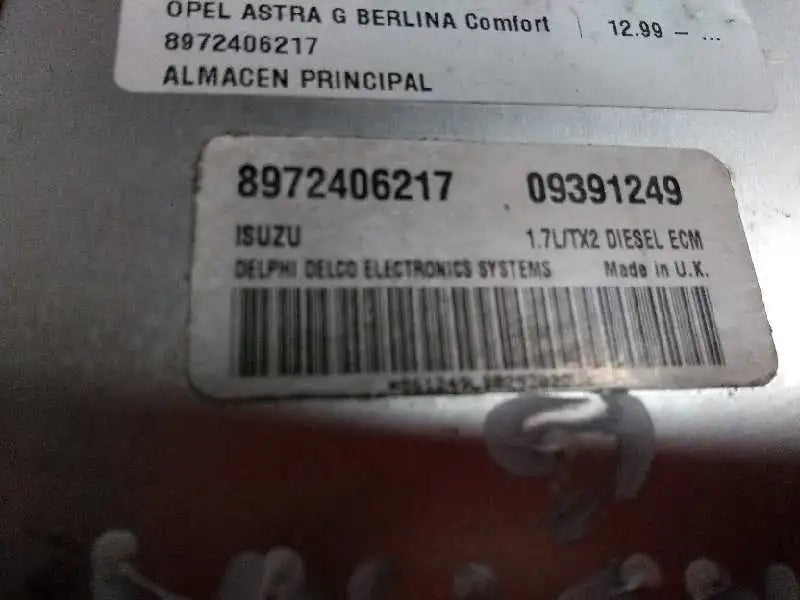 OPEL ASTRA G BERLINA Comfort | 12.99 - ...
8972406217
ALMACEN PRINCIPAL
8972406217 09391249
ISUZU 1.7L/TX2 DIESEL ECM
DELPHI DELCO ELECTRONICS SYSTEMS Made in U.K.